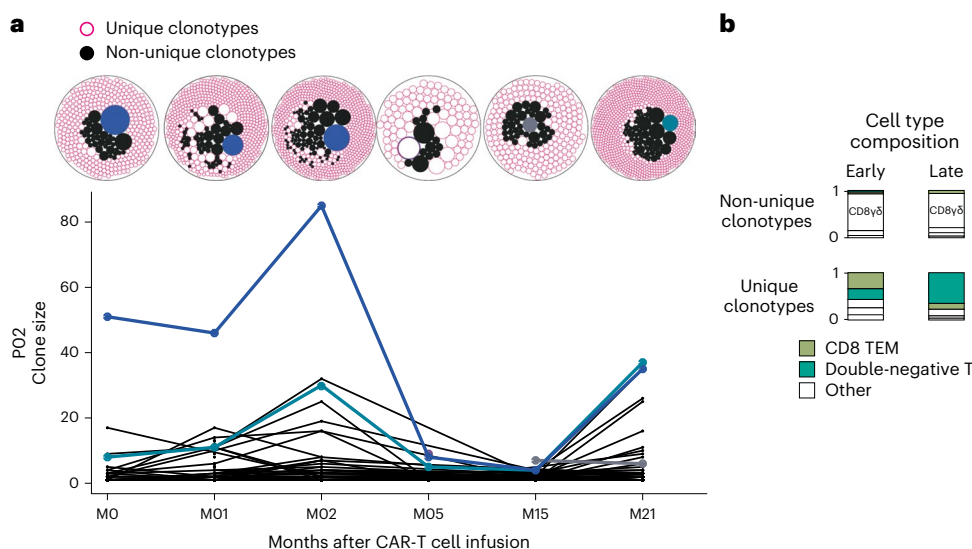 a
Unique clonotypes
Non-unique clonotypes
80
60
40
20
0
P02
Clone size
M0
M01
M02
M05
M15
M21
Months after CAR-T cell infusion
b
Cell type
composition
Early
Late
Non-unique
clonotypes
1
0
CD8γδ
CD8γδ
Unique
clonotypes
1
0
CD8 TEM
Double-negative T
Other